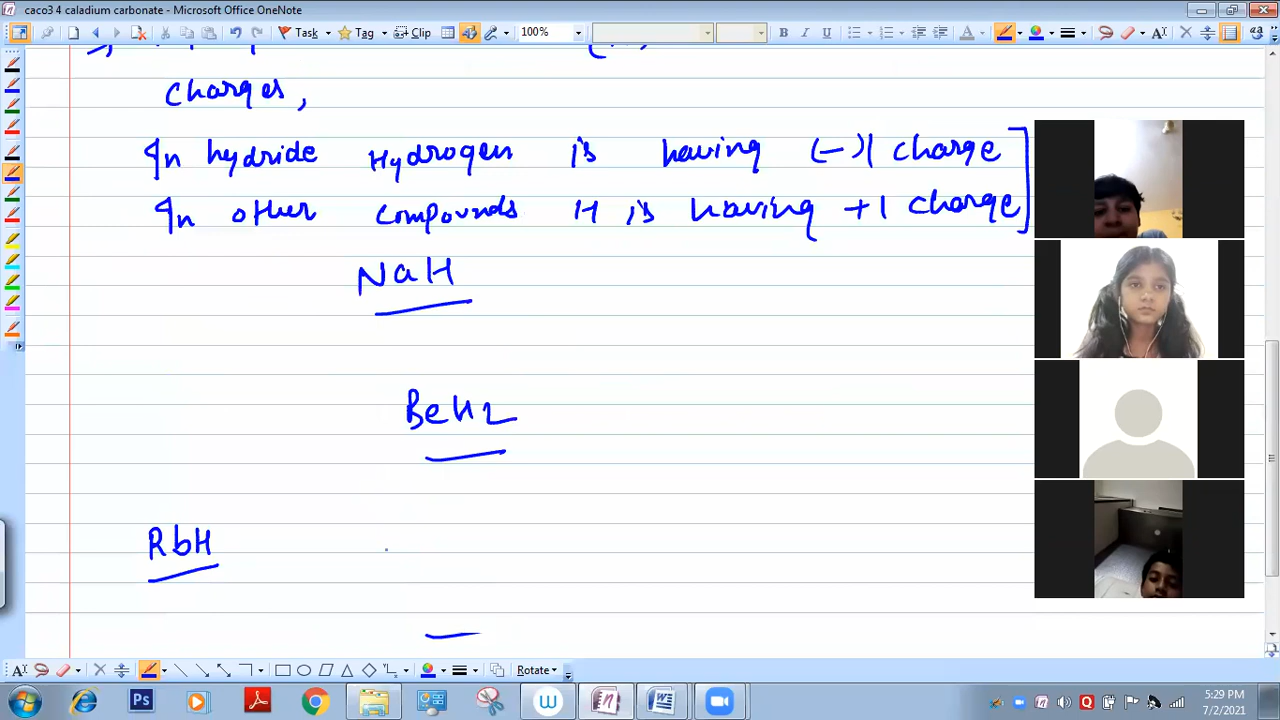 caco3 4 caladium carbonate - Microsoft Office OneNote
Task Tag Clip 100% B I U A
charges,
In hydride Hydrogen is having (-)1 charge
In other compounds H is having +1 charge
NaH
BeH2
RbH
Rotate
Ps W
5:29 PM
7/2/2021